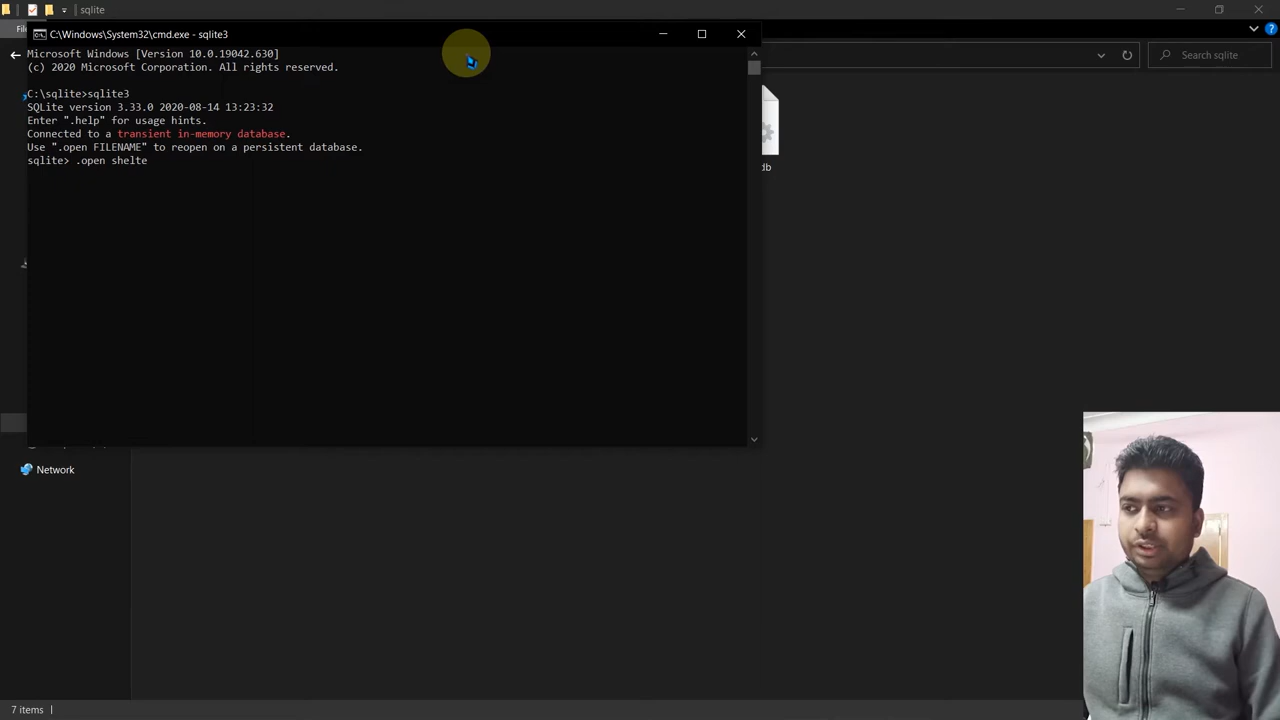 sqlite
C:\Windows\System32\cmd.exe - sqlite3
Microsoft Windows [Version 10.0.19042.630]
(c) 2020 Microsoft Corporation. All rights reserved.
C:\sqlite>sqlite3
SQLite version 3.33.0 2020-08-14 13:23:32
Enter ".help" for usage hints.
Connected to a transient in-memory database.
Use ".open FILENAME" to reopen on a persistent database.
sqlite> .open shelte
Search sqlite
db
Network
7 items